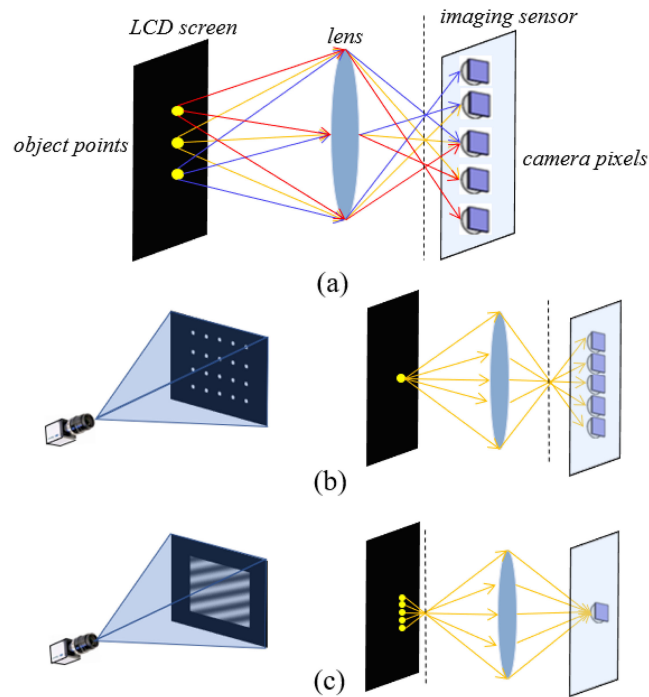 LCD screen
lens
imaging sensor
object points
camera pixels
(a)
(b)
(c)